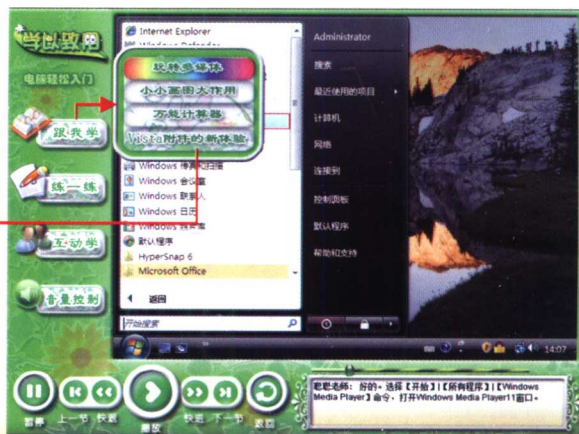 学以致用
电脑轻松入门
跟我学
练一练
互动学
音量控制
玩转多媒体
小小画图大作用
万能计算器
Vista附件的新体验
Internet Explorer
Windows 传真和扫描
Windows 会议室
Windows 联系人
Windows 日历
默认程序
HyperSnap 6
Microsoft Office
返回
开始搜索
Administrator
搜索
最近使用的项目
计算机
网络
连接到
控制面板
默认程序
帮助和支持
14:07
暂停
上一节
快退
播放
快进
下一节
返回
聪聪老师: 好的。选择【开始】|【所有程序】|【Windows
Media Player】命令，打开Windows Media Player11窗口。